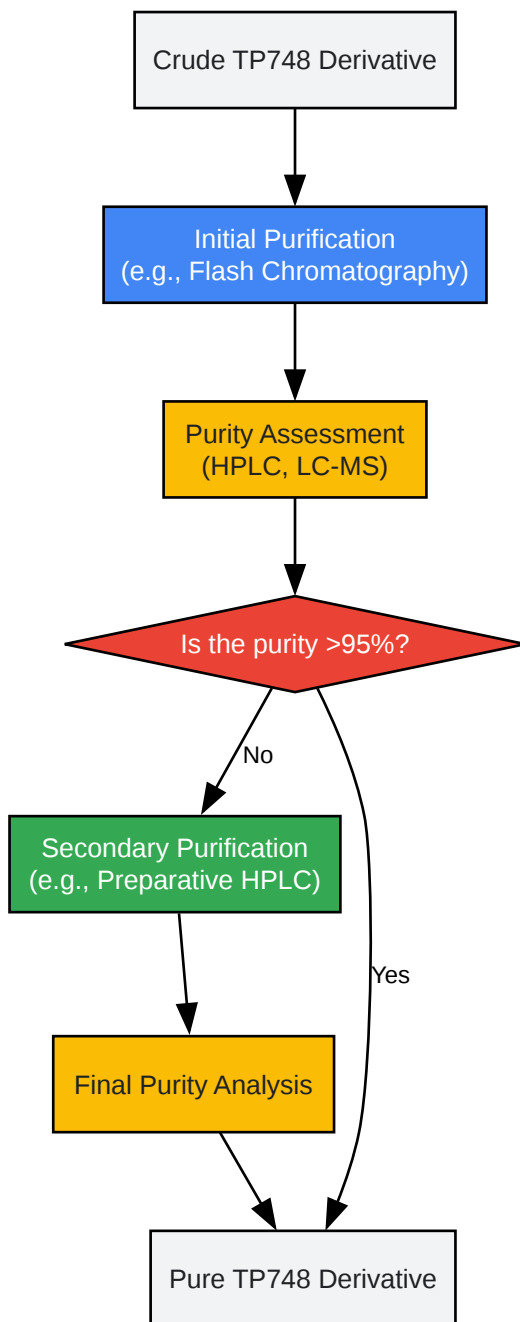 Crude TP748 Derivative
Initial Purification
(e.g., Flash Chromatography)
Purity Assessment
(HPLC, LC-MS)
Is the purity >95%?
No
Secondary Purification
(e.g., Preparative HPLC)
Yes
Final Purity Analysis
Pure TP748 Derivative